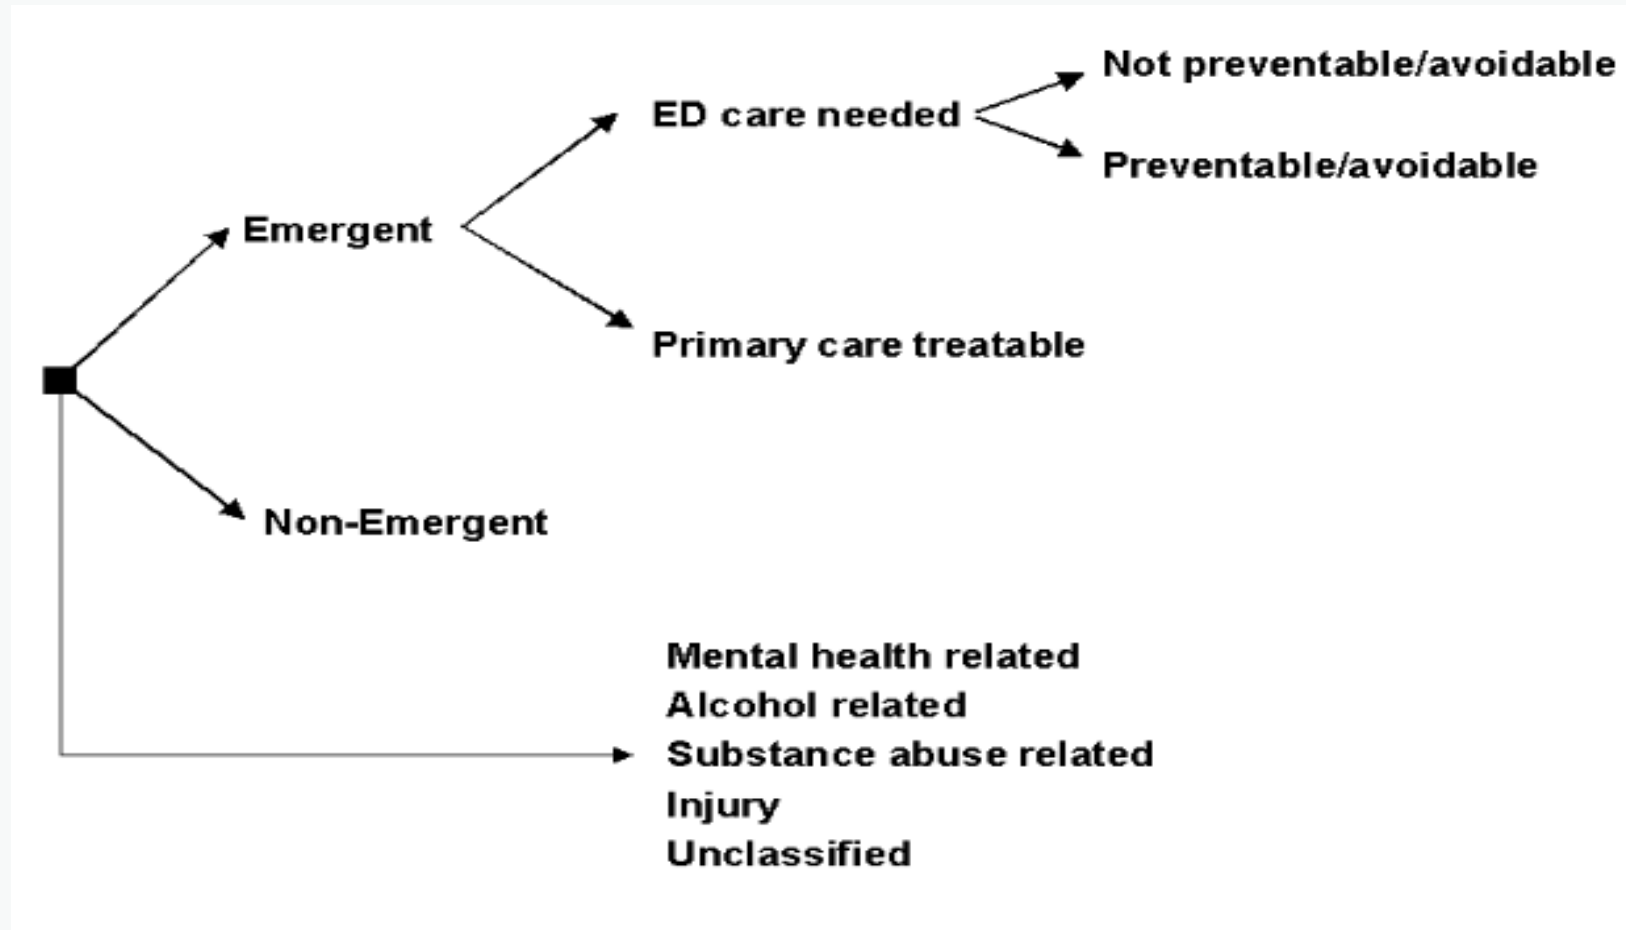 Not preventable/avoidable
ED care needed
Preventable/avoidable
Emergent
Primary care treatable
Non-Emergent
Mental health related
Alcohol related
Substance abuse related
Injury
Unclassified